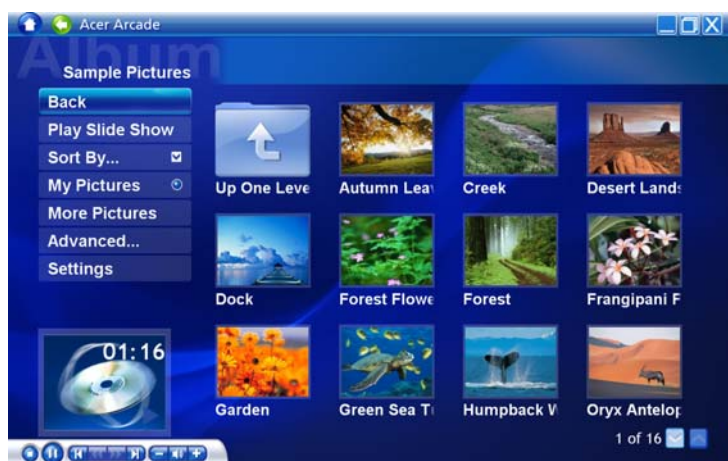 Acer Arcade
Album
Sample Pictures
Back
Play Slide Show
Sort By...
My Pictures
More Pictures
Advanced...
Settings
Up One Leve
Autumn Leav
Creek
Desert Lands
Dock
Forest Flowe
Forest
Frangipani F
Garden
Green Sea T
Humpback W
Oryx Antelop
01:16
1 of 16